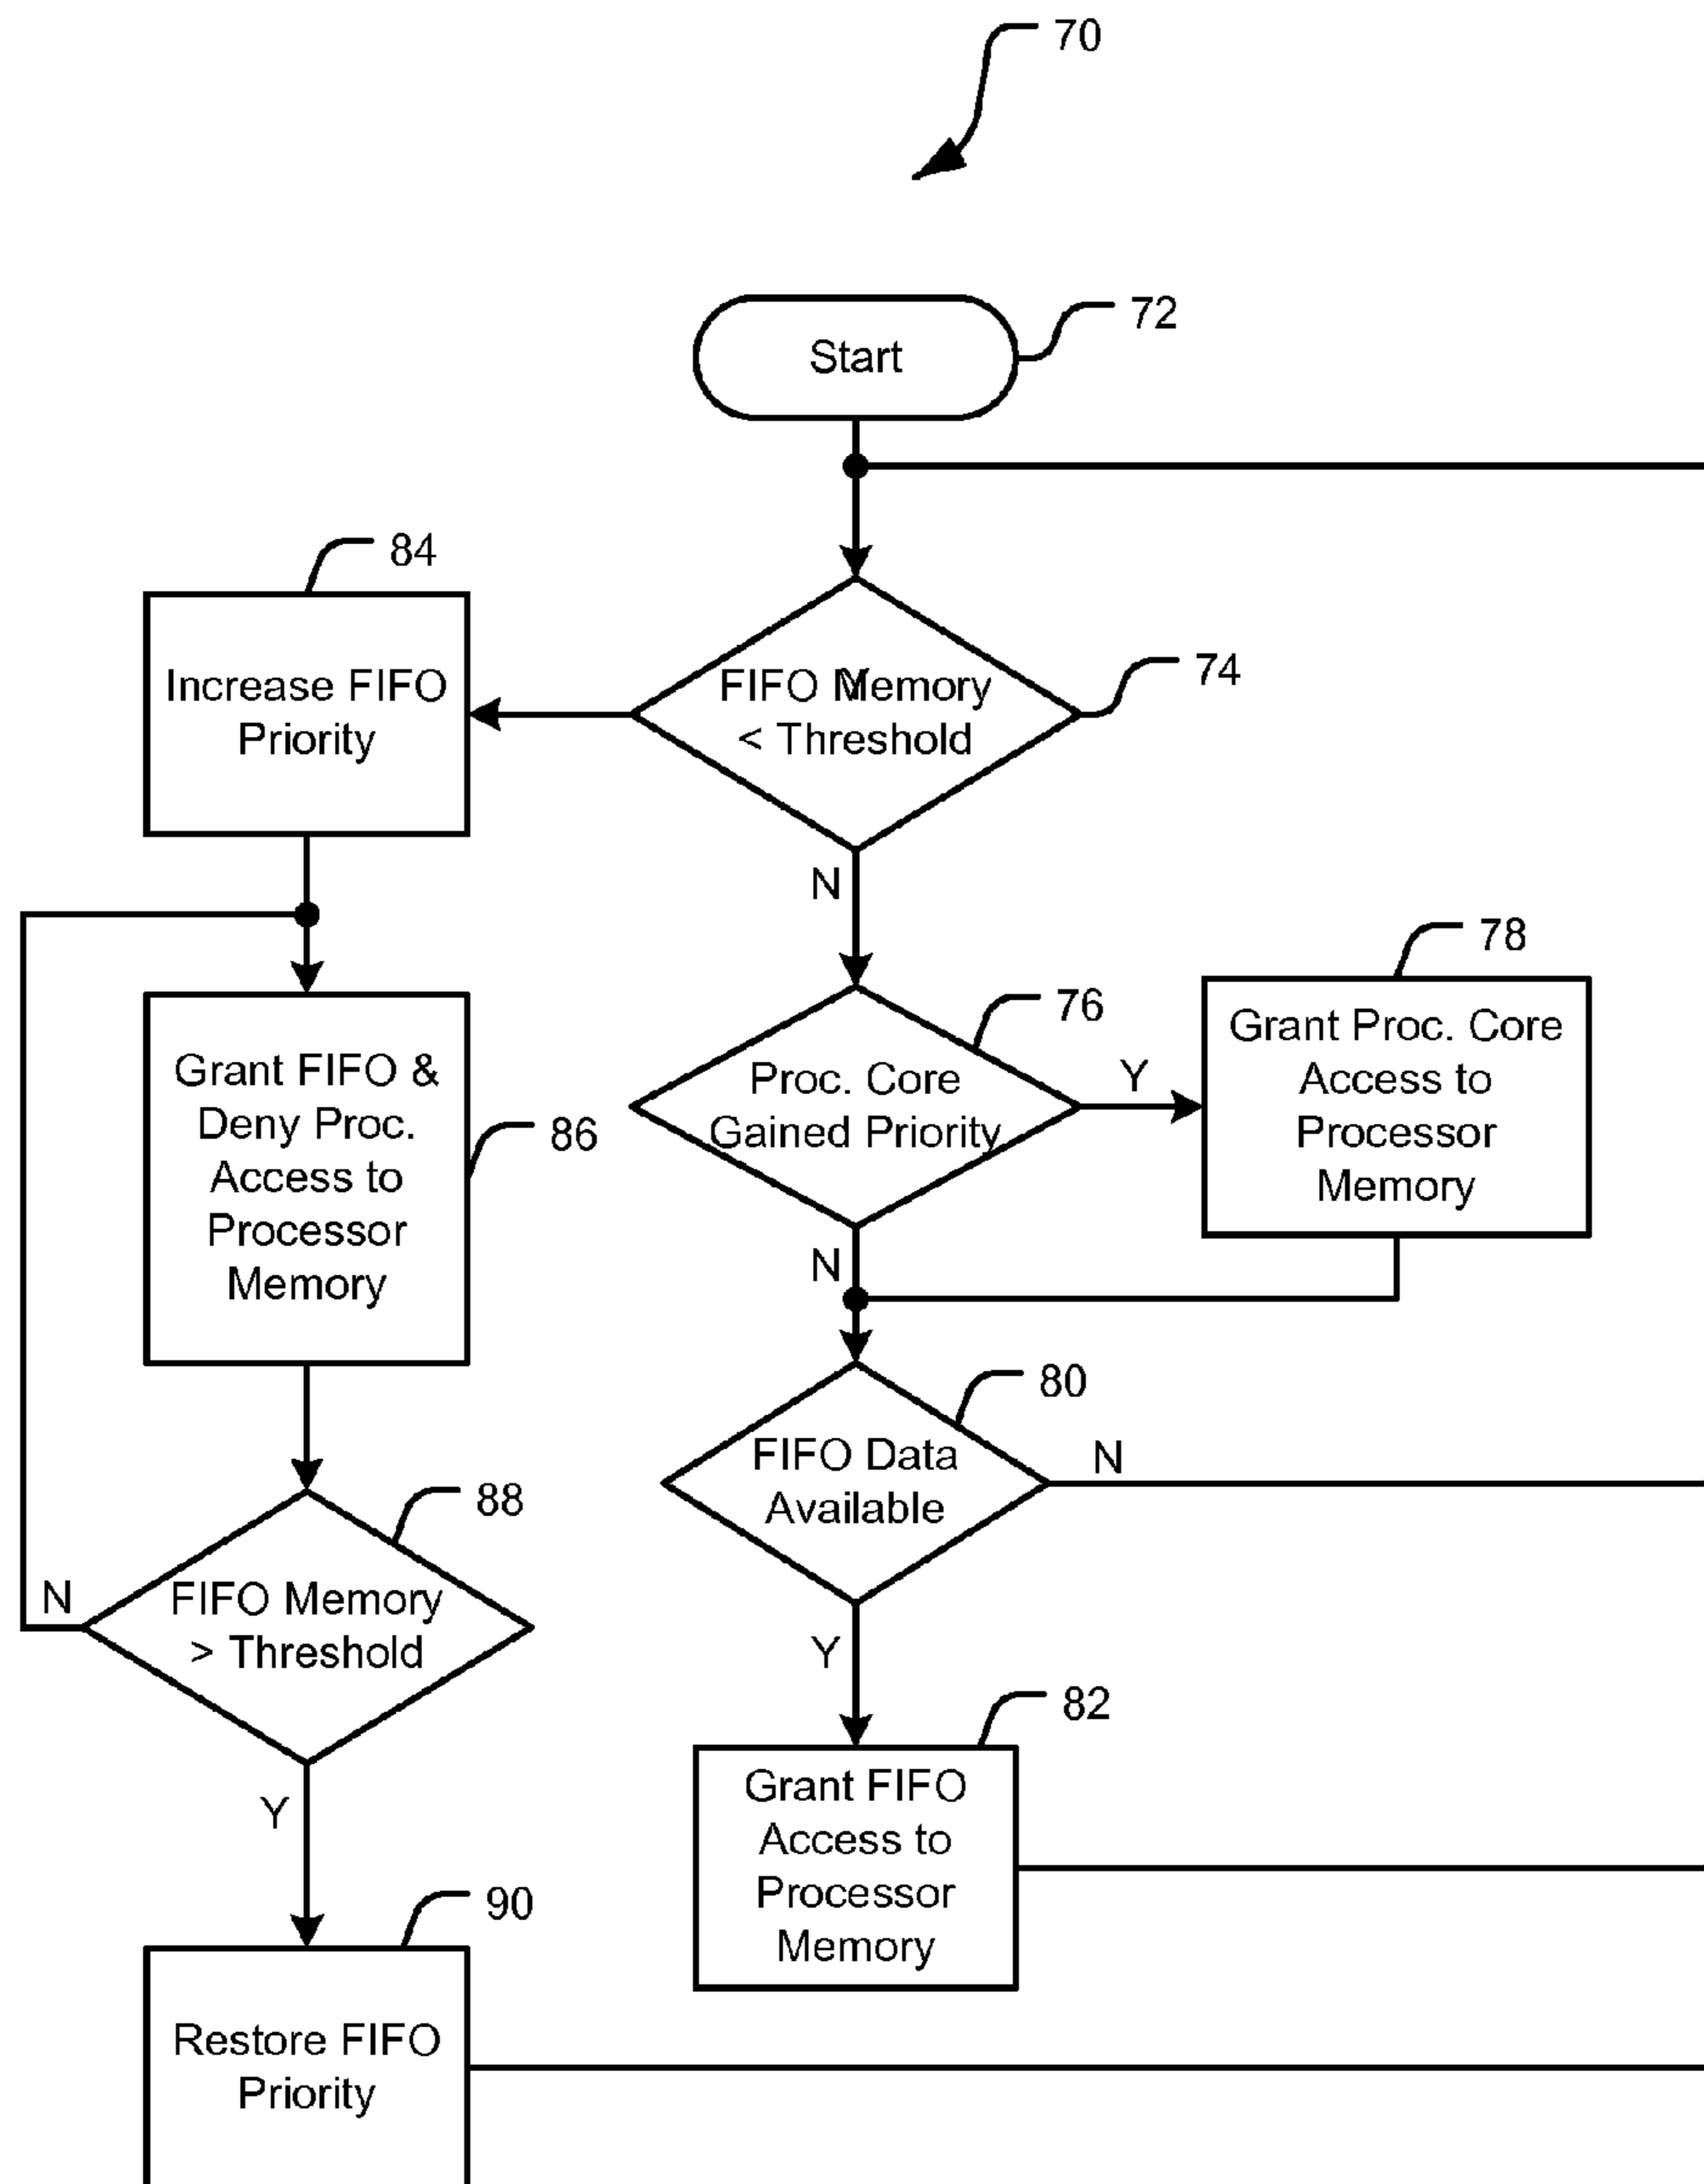 70
72
Start
84
Increase FIFO
Priority
FIFO Memory
< Threshold
74
N
78
76
Grant Proc. Core
Access to
Processor
Memory
Y
Proc. Core
Gained Priority
Grant FIFO &
Deny Proc.
Access to
Processor
Memory
86
N
80
FIFO Data
Available
N
88
FIFO Memory
> Threshold
N
Y
82
Grant FIFO
Access to
Processor
Memory
Y
90
Restore FIFO
Priority